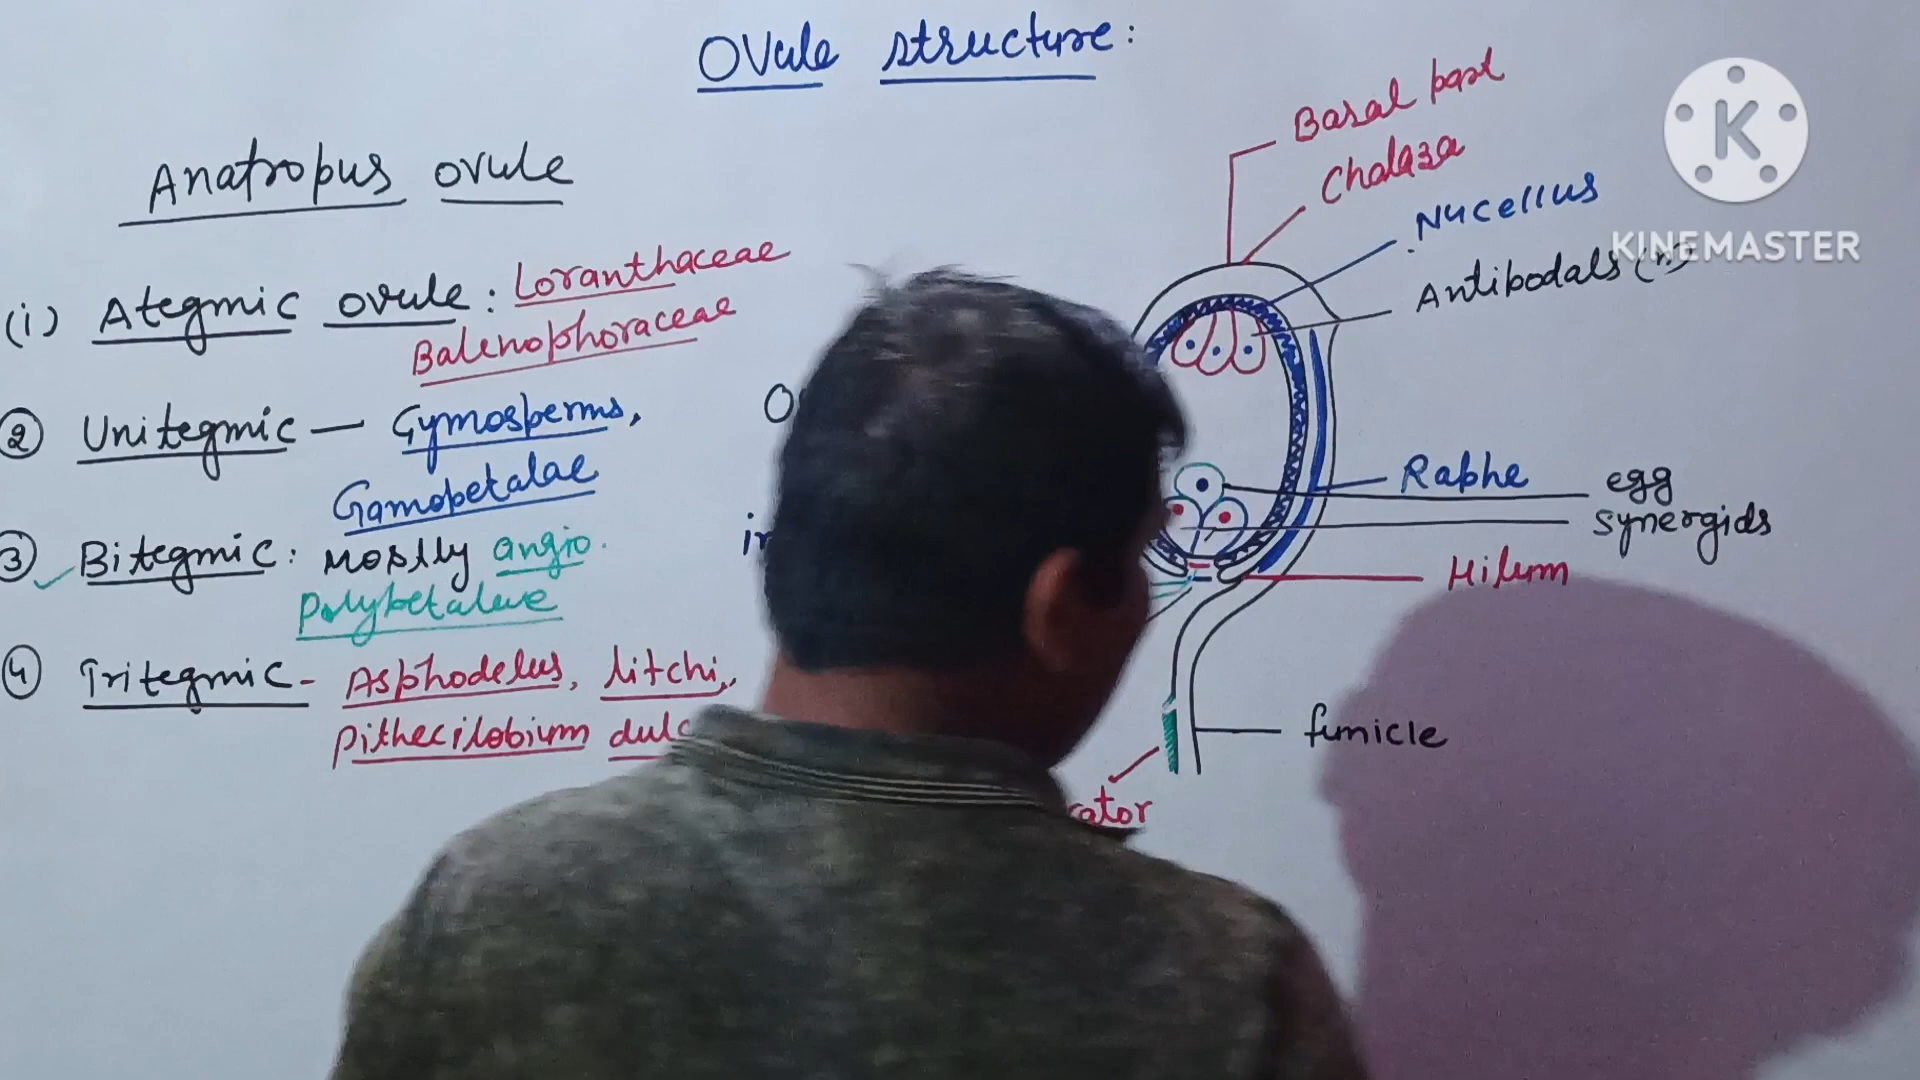 Ovule structure:
Anatropus ovule
(i) Ategmic ovule: Loranthaceae
Balenophoraceae
② Unitegmic — Gymosperms,
Gamopetalae
③ Bitegmic: mostly angio.
Polypetalae
④ Tritegmic - Asphodelus, litchi,
Pithecilobium
Basal part
Chalaza
Nucellus
Antibodals (n)
Raphe
egg
synergids
Hilum
funicle
K
KINEMASTER